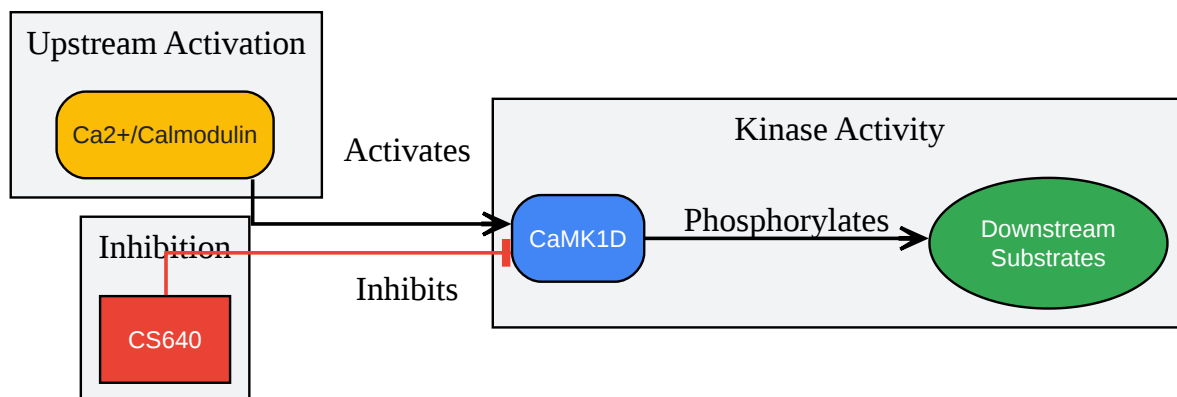 Upstream Activation
Ca2+/Calmodulin
Activates
Kinase Activity
CaMK1D
Phosphorylates
Downstream
Substrates
Inhibition
Inhibits
CS640